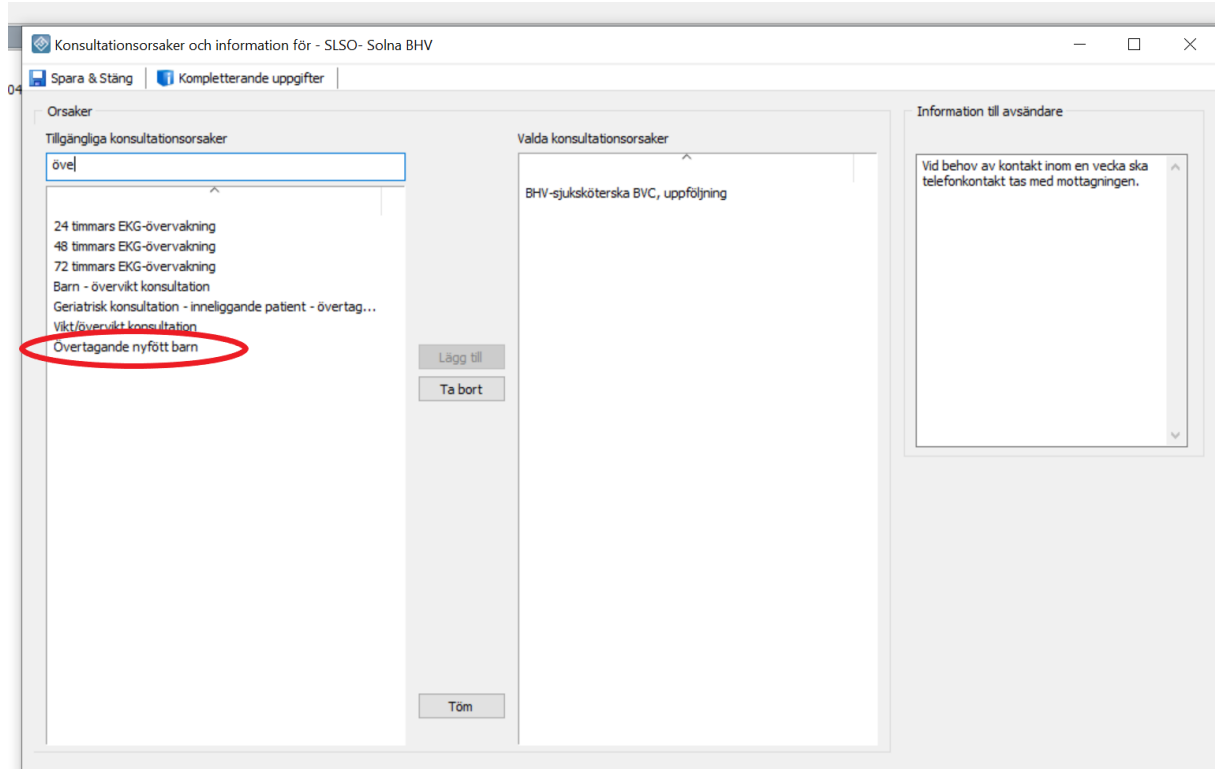 Konsultationsorsaker och information för - SLSO- Solna BHV
Spara & Stäng
Kompletterande uppgifter
04
Orsaker
Tillgängliga konsultationsorsaker
öve
24 timmars EKG-övervakning
48 timmars EKG-övervakning
72 timmars EKG-övervakning
Barn - övervikt konsultation
Geriatrisk konsultation - inneliggande patient - övertag...
Vikt/övervikt konsultation
Övertagande nyfött barn
Lägg till
Ta bort
Töm
Valda konsultationsorsaker
BHV-sjuksköterska BVC, uppföljning
Information till avsändare
Vid behov av kontakt inom en vecka ska
telefonkontakt tas med mottagningen.